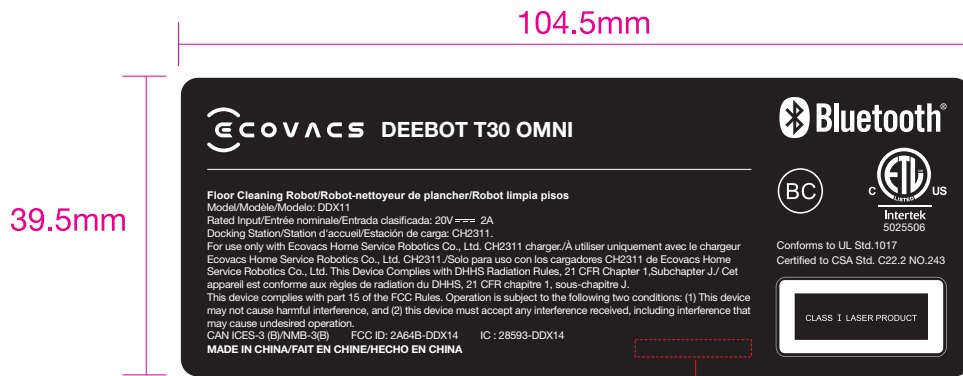 104.5mm
39.5mm
ECOVACS DEEBOT T30 OMNI
Bluetooth®
Floor Cleaning Robot/Robot-nettoyeur de plancher/Robot limpia pisos
Model/Modèle/Modelo: DDX11
Rated Input/Entrée nominale/Entrada clasificada: 20V⎓ 2A
Docking Station/Station d'accueil/Estación de carga: CH2311.
For use only with Ecovacs Home Service Robotics Co., Ltd. CH2311 charger./À utiliser uniquement avec le chargeur
Ecovacs Home Service Robotics Co., Ltd. CH2311./Solo para uso con los cargadores CH2311 de Ecovacs Home
Service Robotics Co., Ltd. This Device Complies with DHHS Radiation Rules, 21 CFR Chapter 1,Subchapter J./ Cet
appareil est conforme aux règles de radiation du DHHS, 21 CFR chapitre 1, sous-chapitre J.
This device complies with part 15 of the FCC Rules. Operation is subject to the following two conditions: (1) This device
may not cause harmful interference, and (2) this device must accept any interference received, including interference that
may cause undesired operation.
CAN ICES-3 (B)/NMB-3(B) FCC ID: 2A64B-DDX14 IC : 28593-DDX14
MADE IN CHINA/FAIT EN CHINE/HECHO EN CHINA
BC
C ETL US
LISTED
Intertek
5025506
Conforms to UL Std.1017
Certified to CSA Std. C22.2 NO.243
CLASS I LASER PRODUCT